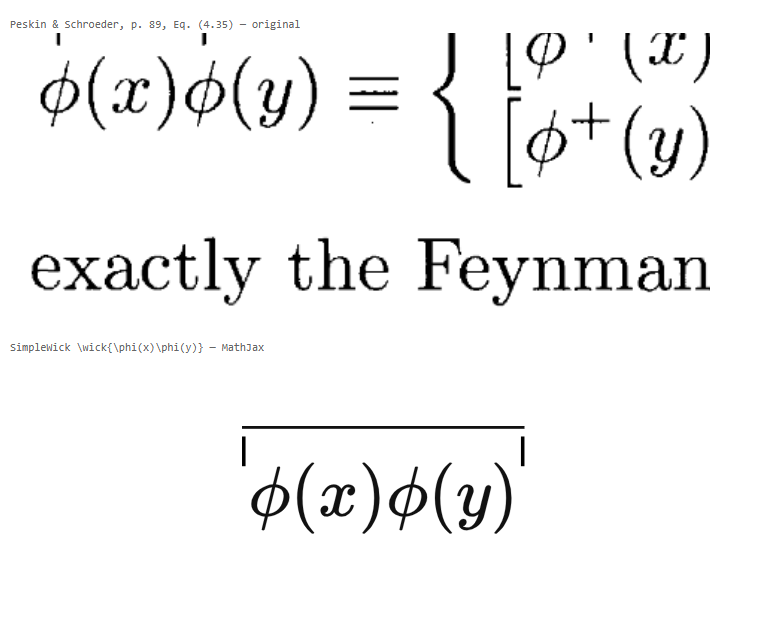 Peskin & Schroeder, p. 89, Eq. (4.35) — original
ϕ(x)ϕ(y) ≡ { [ϕ⁺(x)
[ϕ⁺(y)
exactly the Feynman
SimpleWick \wick{\phi(x)\phi(y)} — MathJax
ϕ(x)ϕ(y)